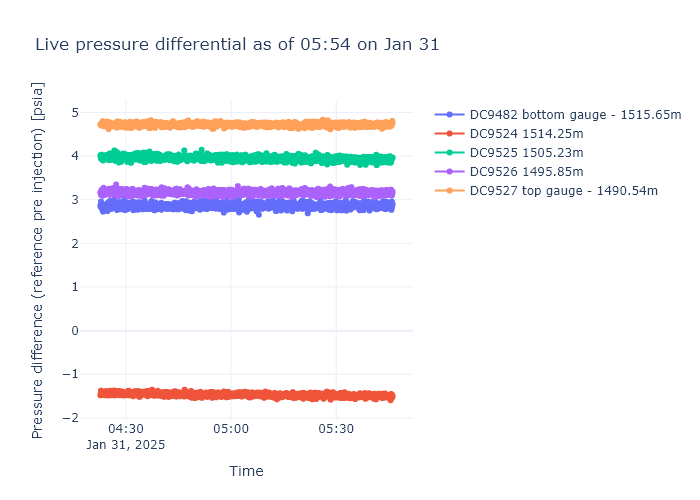 Live pressure differential as of 05:54 on Jan 31
Pressure difference (reference pre injection) [psia]
5
4
3
2
1
0
−1
−2
04:30
Jan 31, 2025
05:00
05:30
Time
DC9482 bottom gauge - 1515.65m
DC9524 1514.25m
DC9525 1505.23m
DC9526 1495.85m
DC9527 top gauge - 1490.54m